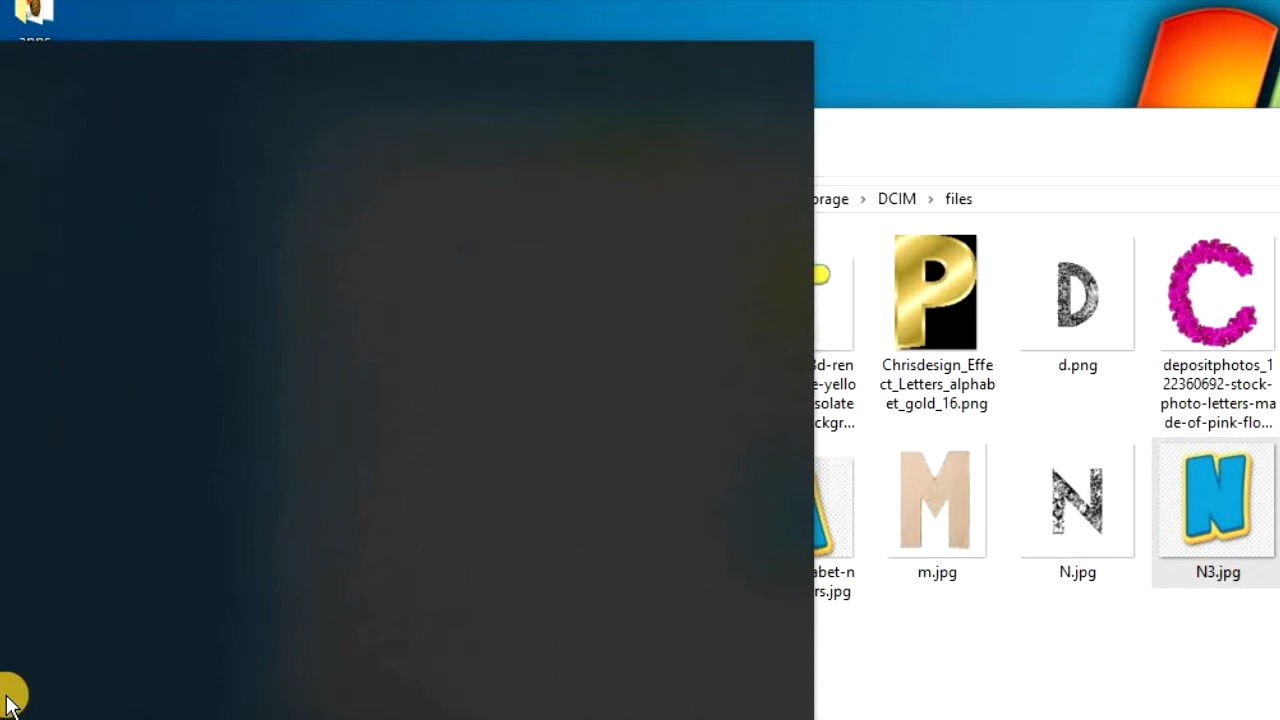 DCIM > files
P
D
C
Chrisdesign_Effe
ct_Letters_alphab
et_gold_16.png
d.png
depositphotos_1
22360692-stock-
photo-letters-ma
de-of-pink-flo...
M
N
N
m.jpg
N.jpg
N3.jpg